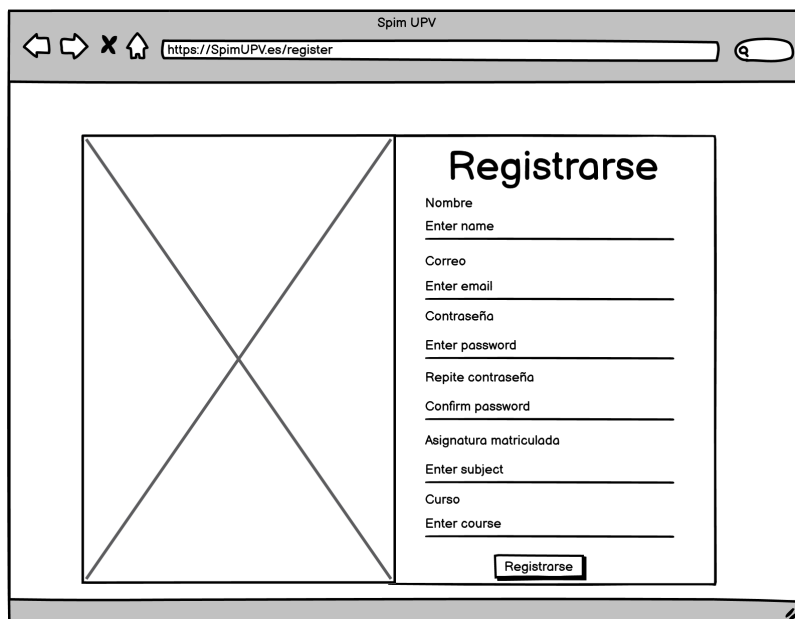 Spim UPV
https://SpimUPV.es/register
Registrarse
Nombre
Enter name
Correo
Enter email
Contraseña
Enter password
Repite contraseña
Confirm password
Asignatura matriculada
Enter subject
Curso
Enter course
Registrarse